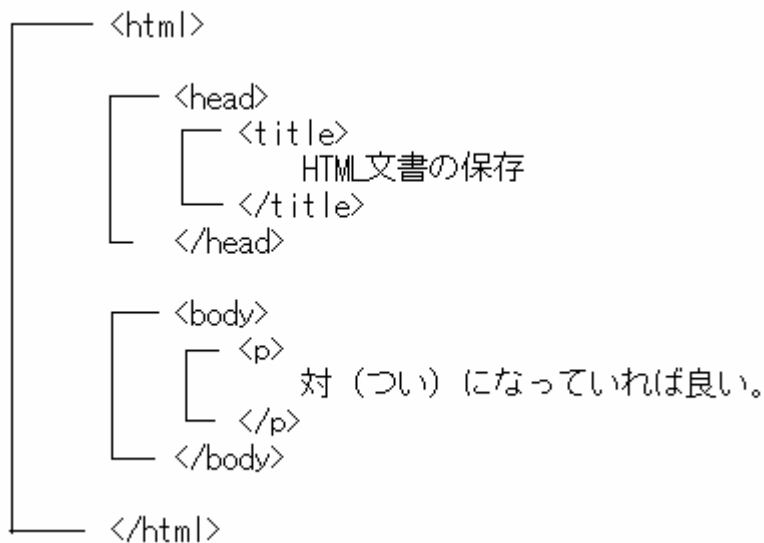 <html>
<head>
<title>
HTML文書の保存
</title>
</head>
<body>
<p>
対（つい）になっていれば良い。
</p>
</body>
</html>